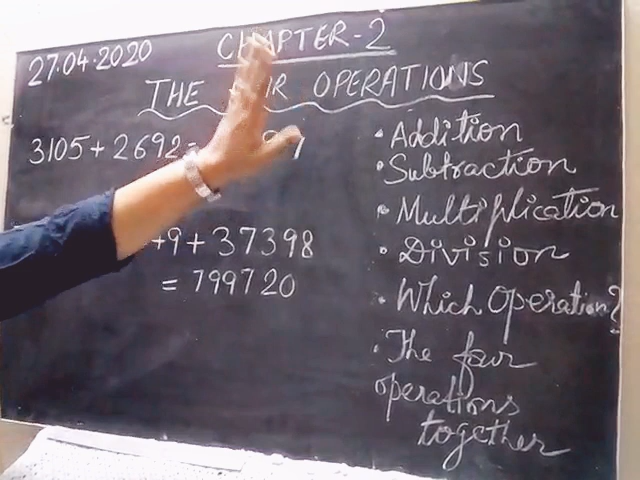 27.04.2020
CHAPTER-2
THE OPERATIONS
3105+2692=
+9+37398
= 799720
• Addition
• Subtraction
• Multiplication
• Division
• Which Operation?
• The four
operations
together